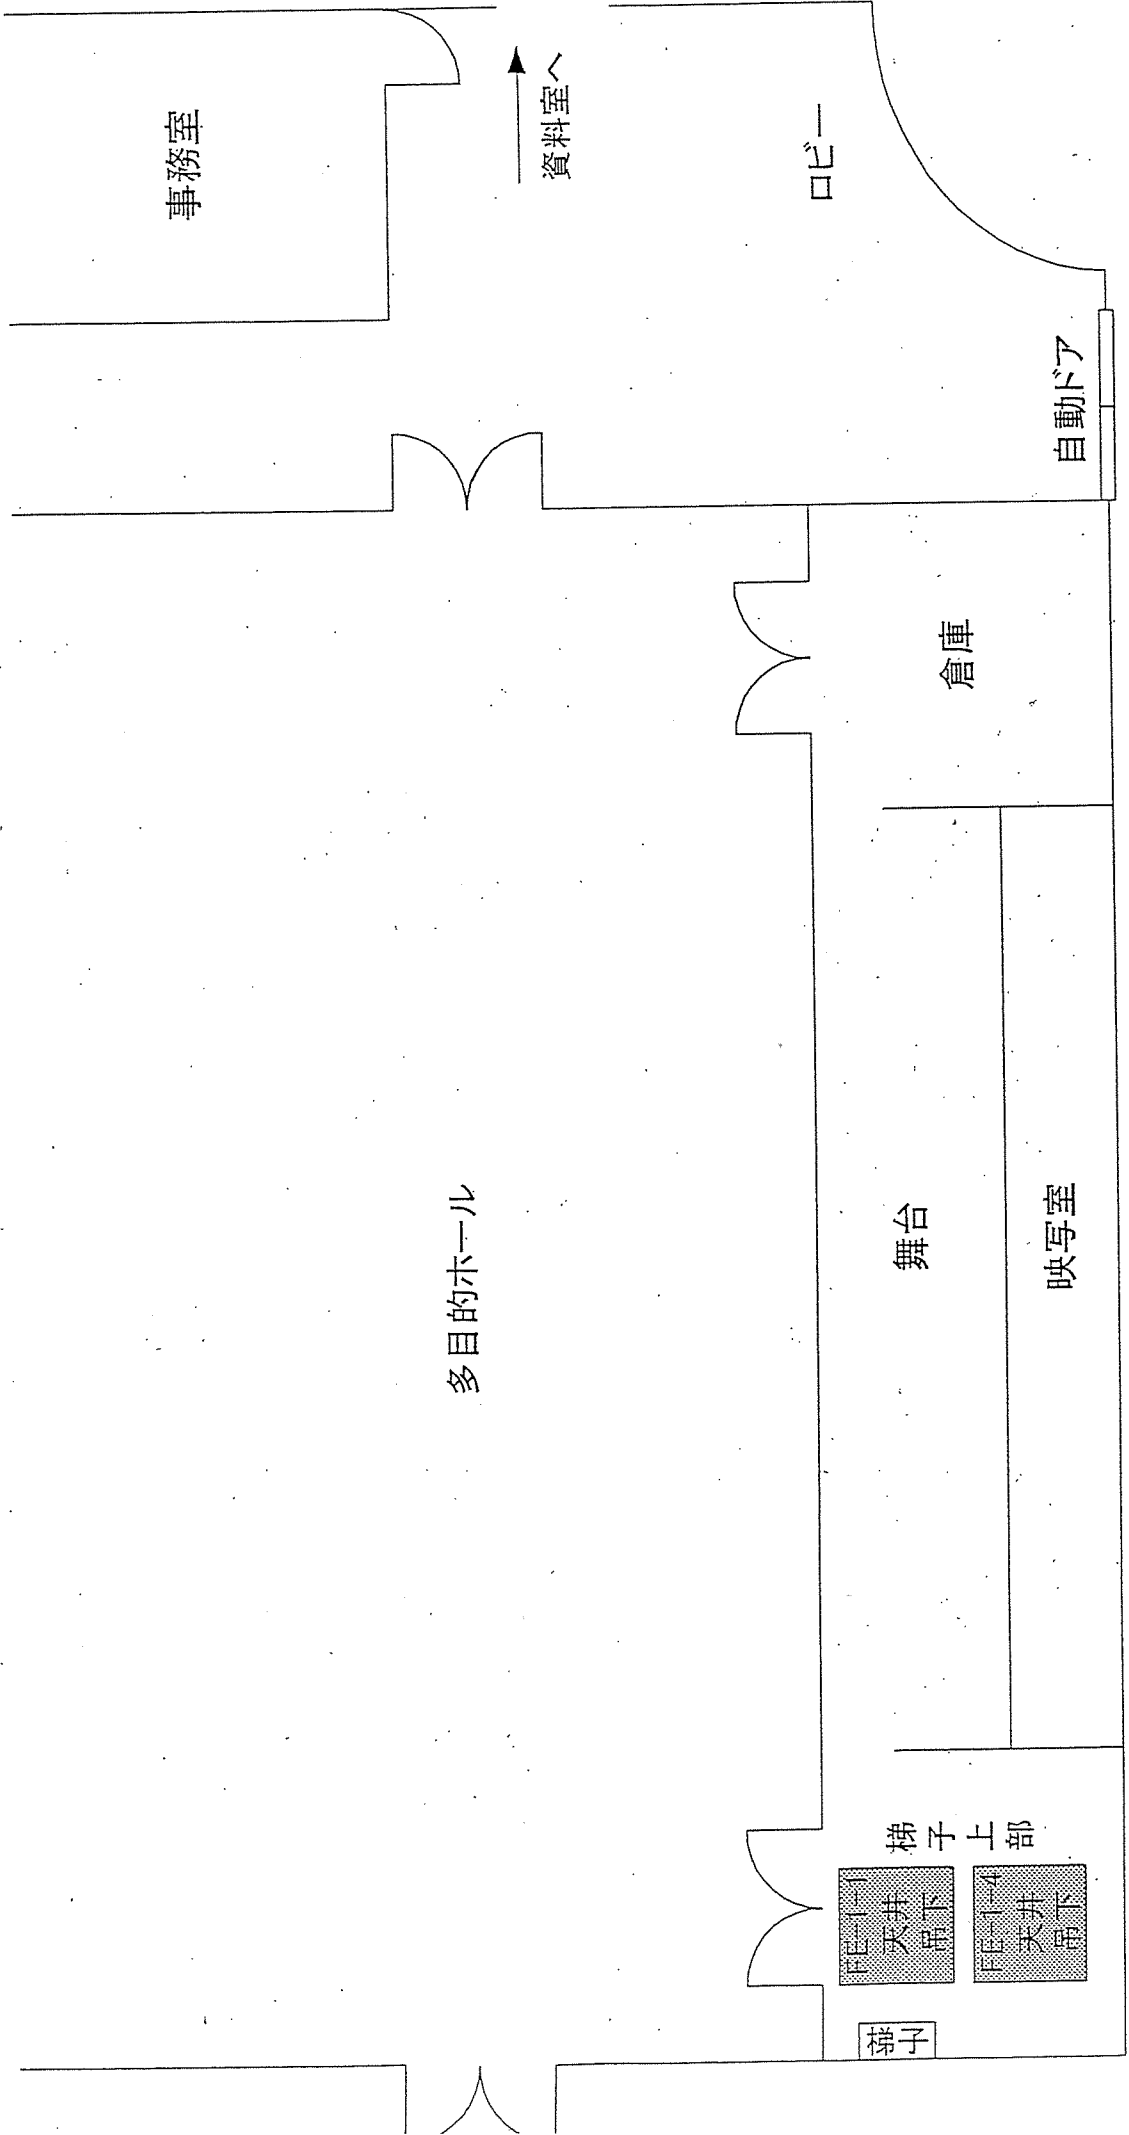 事務室
資料室へ
ロビー
自動ドア
倉庫
多目的ホール
舞台
映写室
梯子上部
FE-1-1
天井
吊下
FE-1-4
天井
吊下
梯子